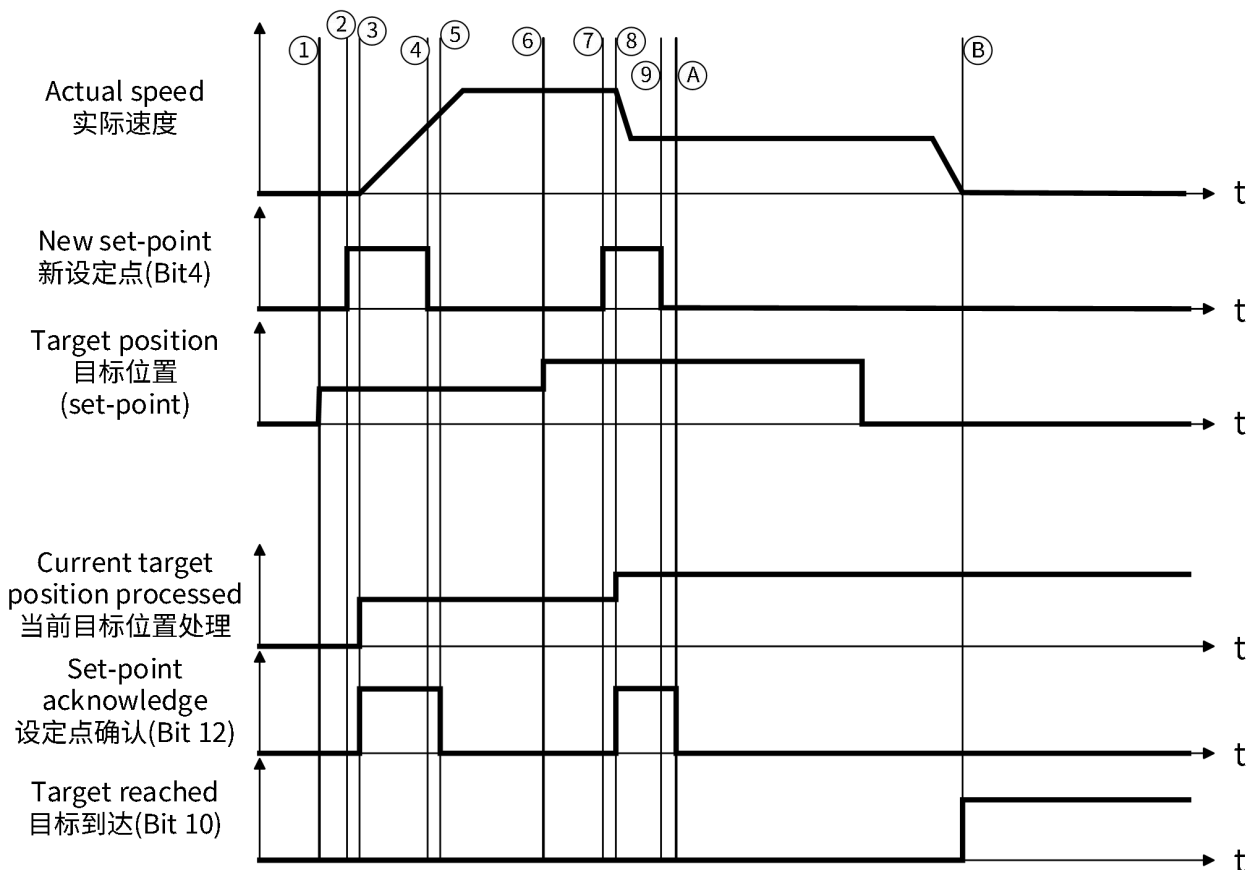 ① ② ③ ④ ⑤ ⑥ ⑦ ⑧ ⑨ Ⓐ Ⓑ
Actual speed
实际速度
t
New set-point
新设定点(Bit4)
t
Target position
目标位置
(set-point)
t
Current target
position processed
当前目标位置处理
t
Set-point
acknowledge
设定点确认(Bit 12)
t
Target reached
目标到达(Bit 10)
t